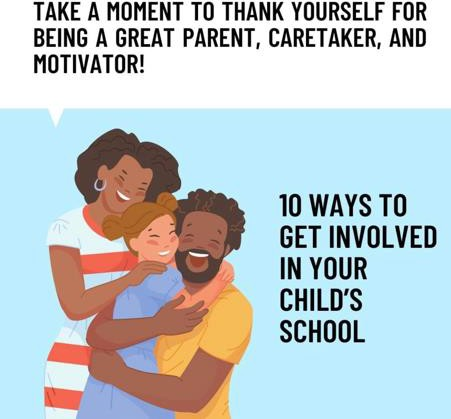 TAKE A MOMENT TO THANK YOURSELF FOR
BEING A GREAT PARENT, CARETAKER, AND
MOTIVATOR!
10 WAYS TO
GET INVOLVED
IN YOUR
CHILD'S
SCHOOL